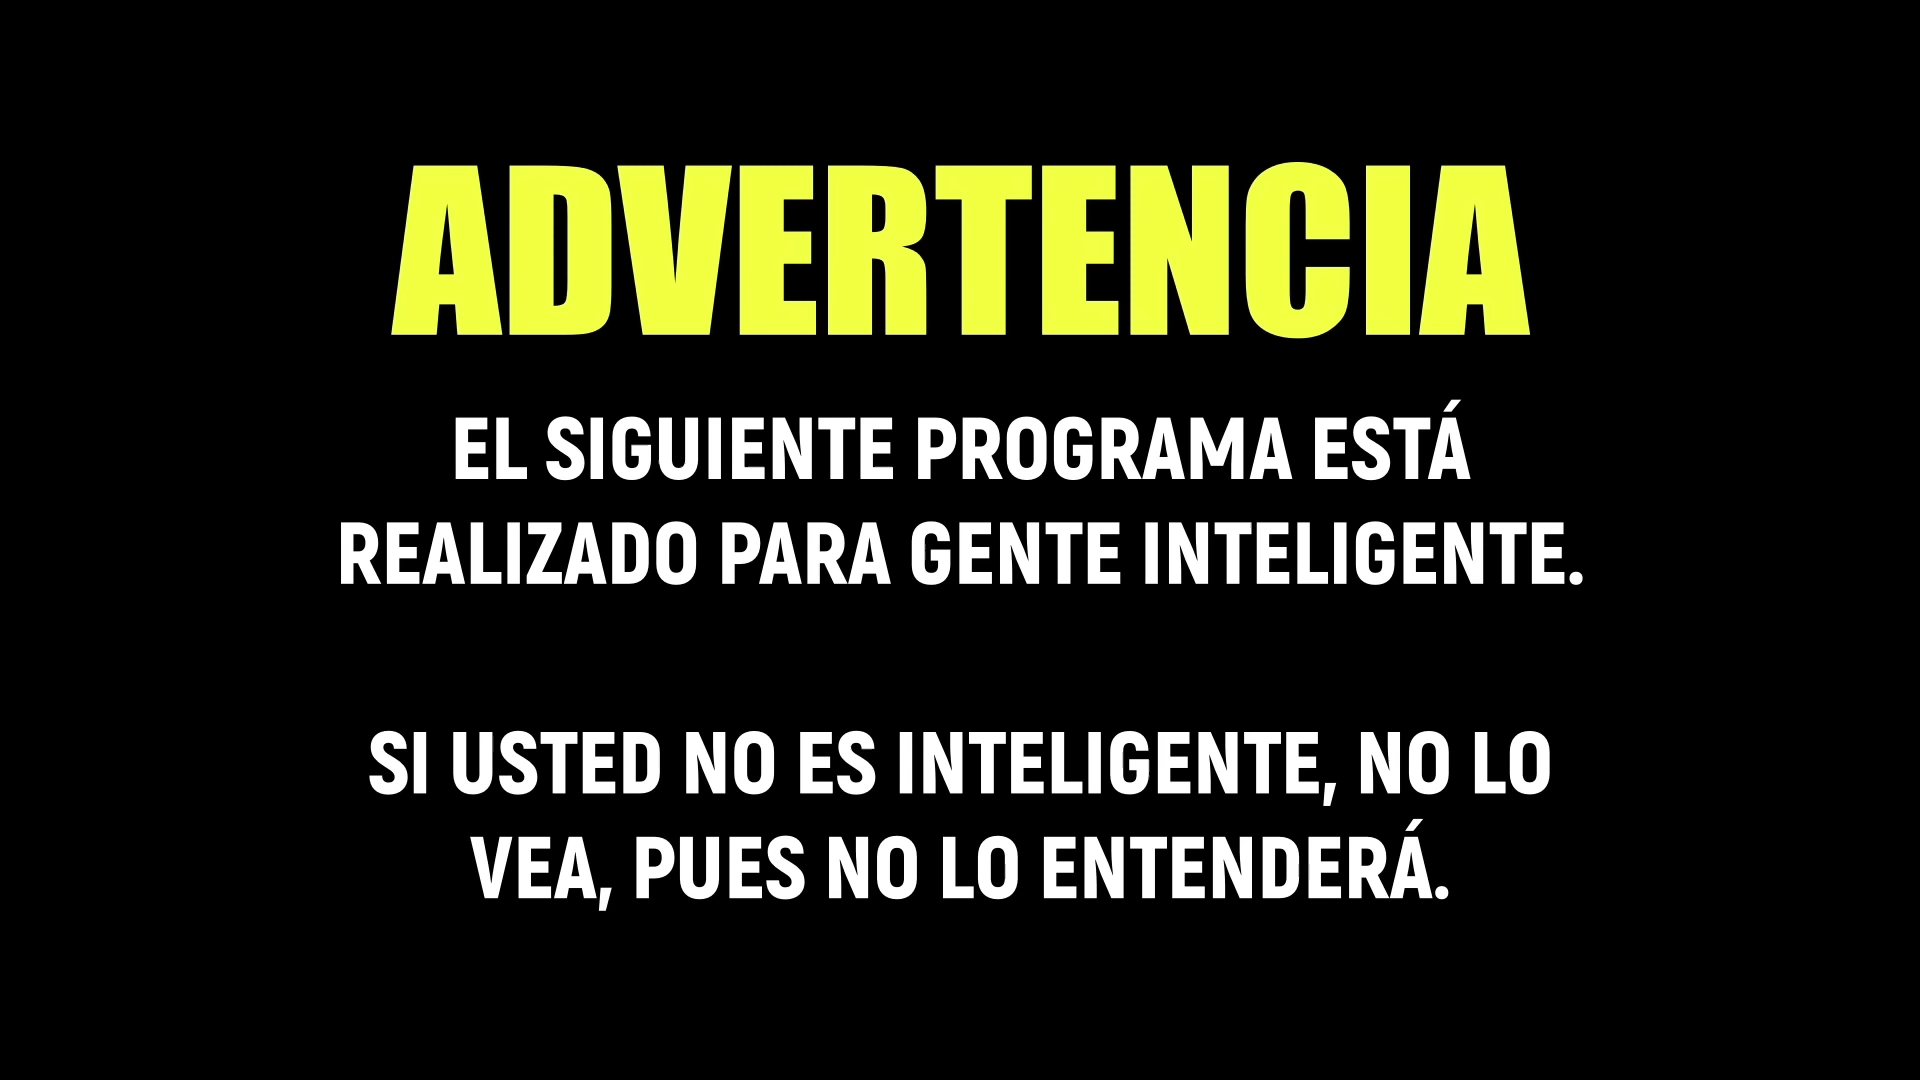 ADVERTENCIA
EL SIGUIENTE PROGRAMA ESTÁ
REALIZADO PARA GENTE INTELIGENTE.
SI USTED NO ES INTELIGENTE, NO LO
VEA, PUES NO LO ENTENDERÁ.